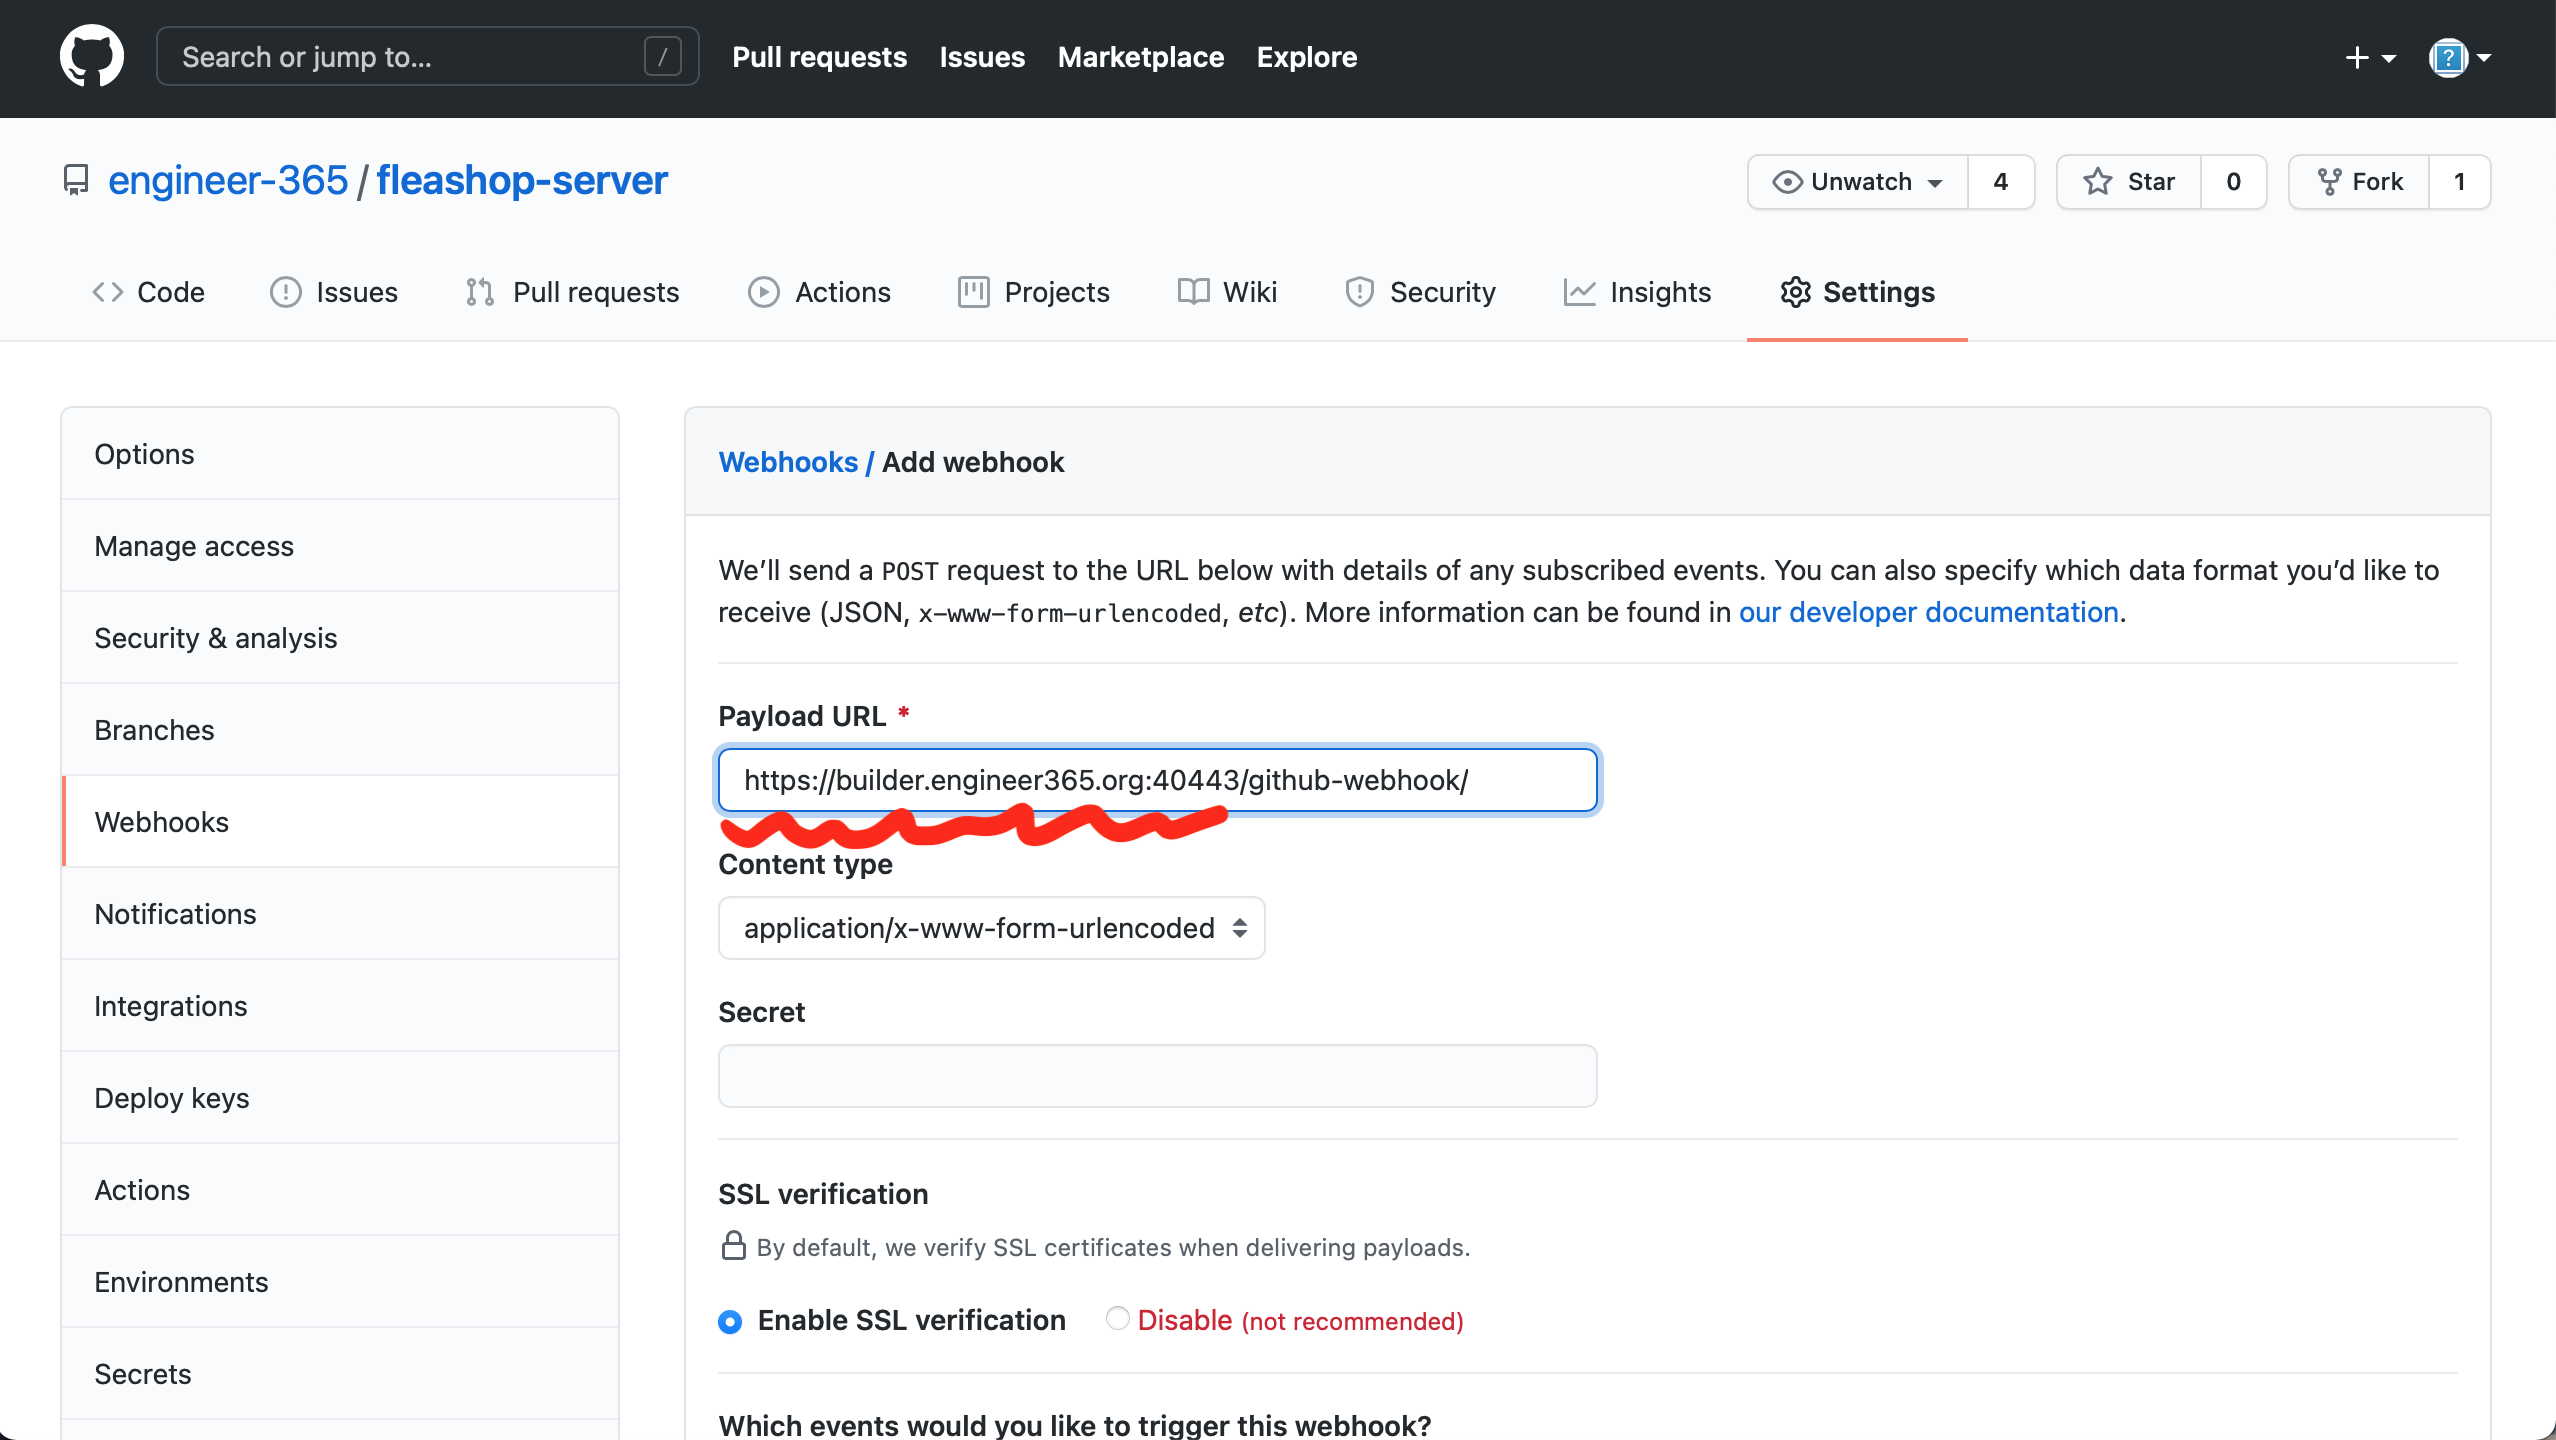 Search or jump to... /
Pull requests Issues Marketplace Explore
engineer-365 / fleashop-server
Unwatch 4 Star 0 Fork 1
Code Issues Pull requests Actions Projects Wiki Security Insights Settings
Options
Manage access
Security & analysis
Branches
Webhooks
Notifications
Integrations
Deploy keys
Actions
Environments
Secrets
Webhooks / Add webhook
We’ll send a POST request to the URL below with details of any subscribed events. You can also specify which data format you’d like to
receive (JSON, x-www-form-urlencoded, etc). More information can be found in our developer documentation.
Payload URL *
https://builder.engineer365.org:40443/github-webhook/
Content type
application/x-www-form-urlencoded
Secret
SSL verification
By default, we verify SSL certificates when delivering payloads.
Enable SSL verification Disable (not recommended)
Which events would you like to trigger this webhook?